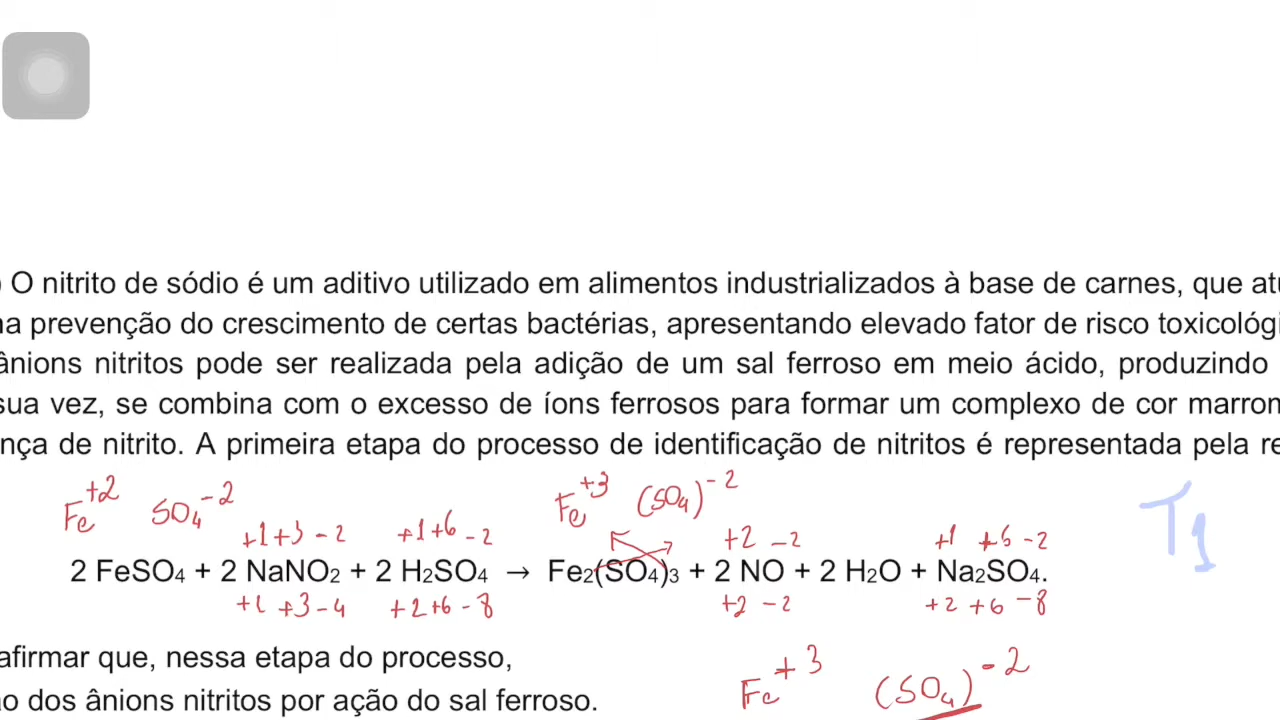 ) O nitrito de sódio é um aditivo utilizado em alimentos industrializados à base de carnes, que atu
na prevenção do crescimento de certas bactérias, apresentando elevado fator de risco toxicológi
ânions nitritos pode ser realizada pela adição de um sal ferroso em meio ácido, produzindo
sua vez, se combina com o excesso de íons ferrosos para formar um complexo de cor marrom
nça de nitrito. A primeira etapa do processo de identificação de nitritos é representada pela re
Fe+2 SO4-2 Fe+3 (SO4)-2
+1 +3 -2 +1 +6 -2 +2 -2 +1 +6 -2
2 FeSO4 + 2 NaNO2 + 2 H2SO4 → Fe2(SO4)3 + 2 NO + 2 H2O + Na2SO4.
+1 +3 -4 +2 +6 -8 +2 -2 +2 +6 -8
afirmar que, nessa etapa do processo,
Fe+3 (SO4)-2
ão dos ânions nitritos por ação do sal ferroso.